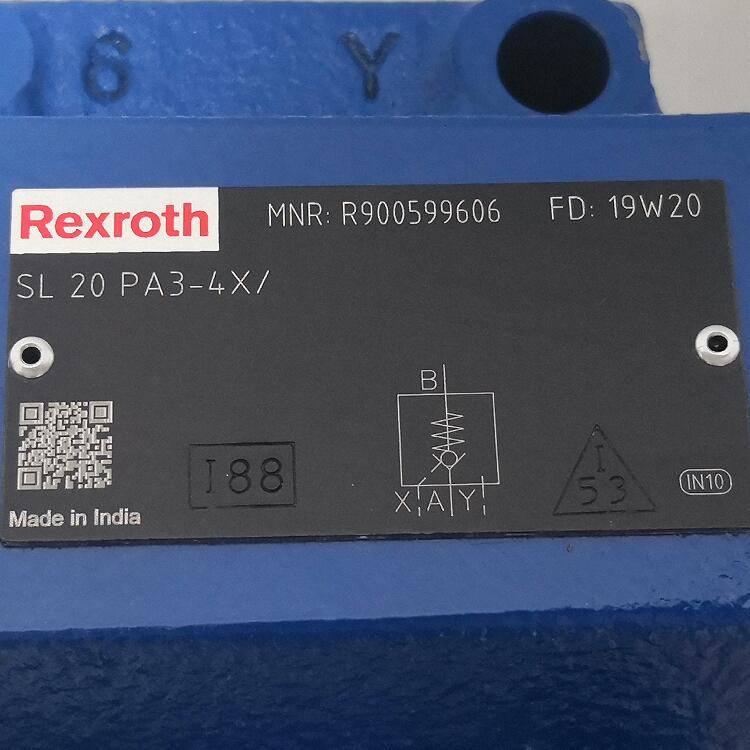 6 Y
Rexroth MNR: R900599606 FD: 19W20
SL 20 PA3-4X/
B
I88
I
53
IN10
X A Y
Made in India